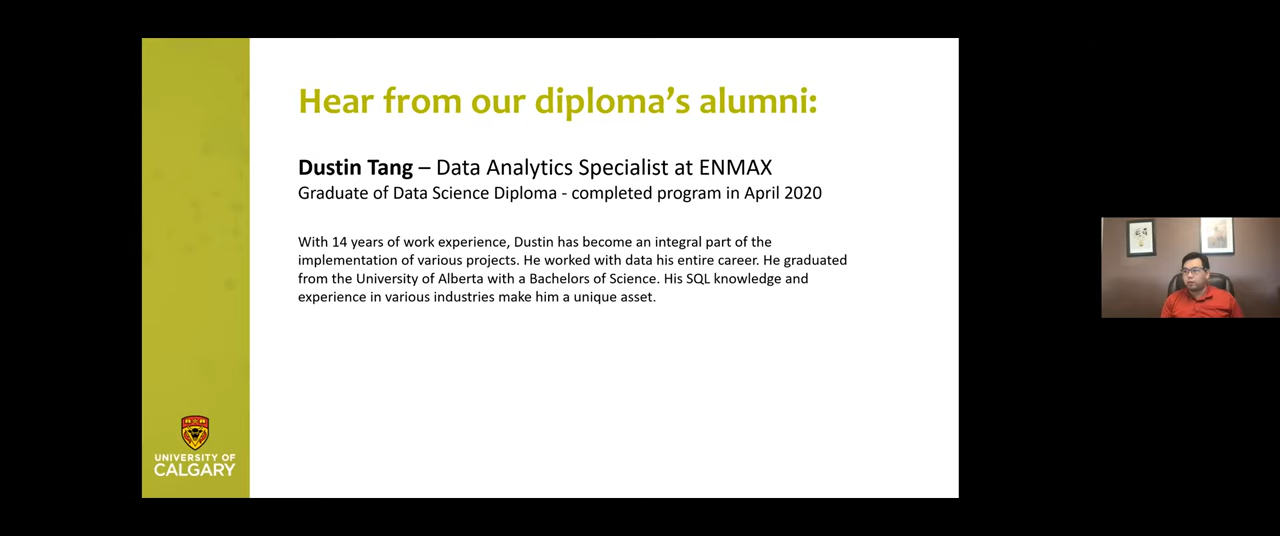 Hear from our diploma’s alumni:
Dustin Tang – Data Analytics Specialist at ENMAX
Graduate of Data Science Diploma - completed program in April 2020
With 14 years of work experience, Dustin has become an integral part of the
implementation of various projects. He worked with data his entire career. He graduated
from the University of Alberta with a Bachelors of Science. His SQL knowledge and
experience in various industries make him a unique asset.
UNIVERSITY OF
CALGARY